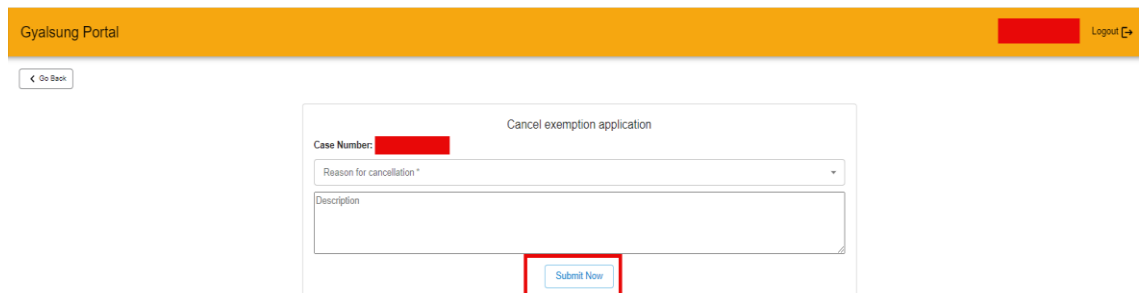 Gyalsung Portal
Logout
Go Back
Cancel exemption application
Case Number:
Reason for cancellation *
Description
Submit Now